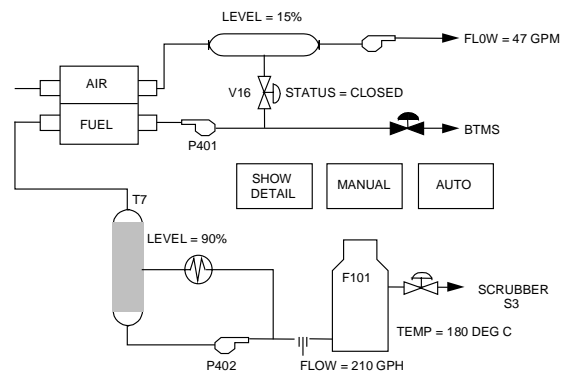 LEVEL = 15%
FL0W = 47 GPM
AIR
V16
STATUS = CLOSED
FUEL
BTMS
P401
SHOW
DETAIL
MANUAL
AUTO
T7
LEVEL = 90%
F101
SCRUBBER
S3
TEMP = 180 DEG C
P402
FLOW = 210 GPH